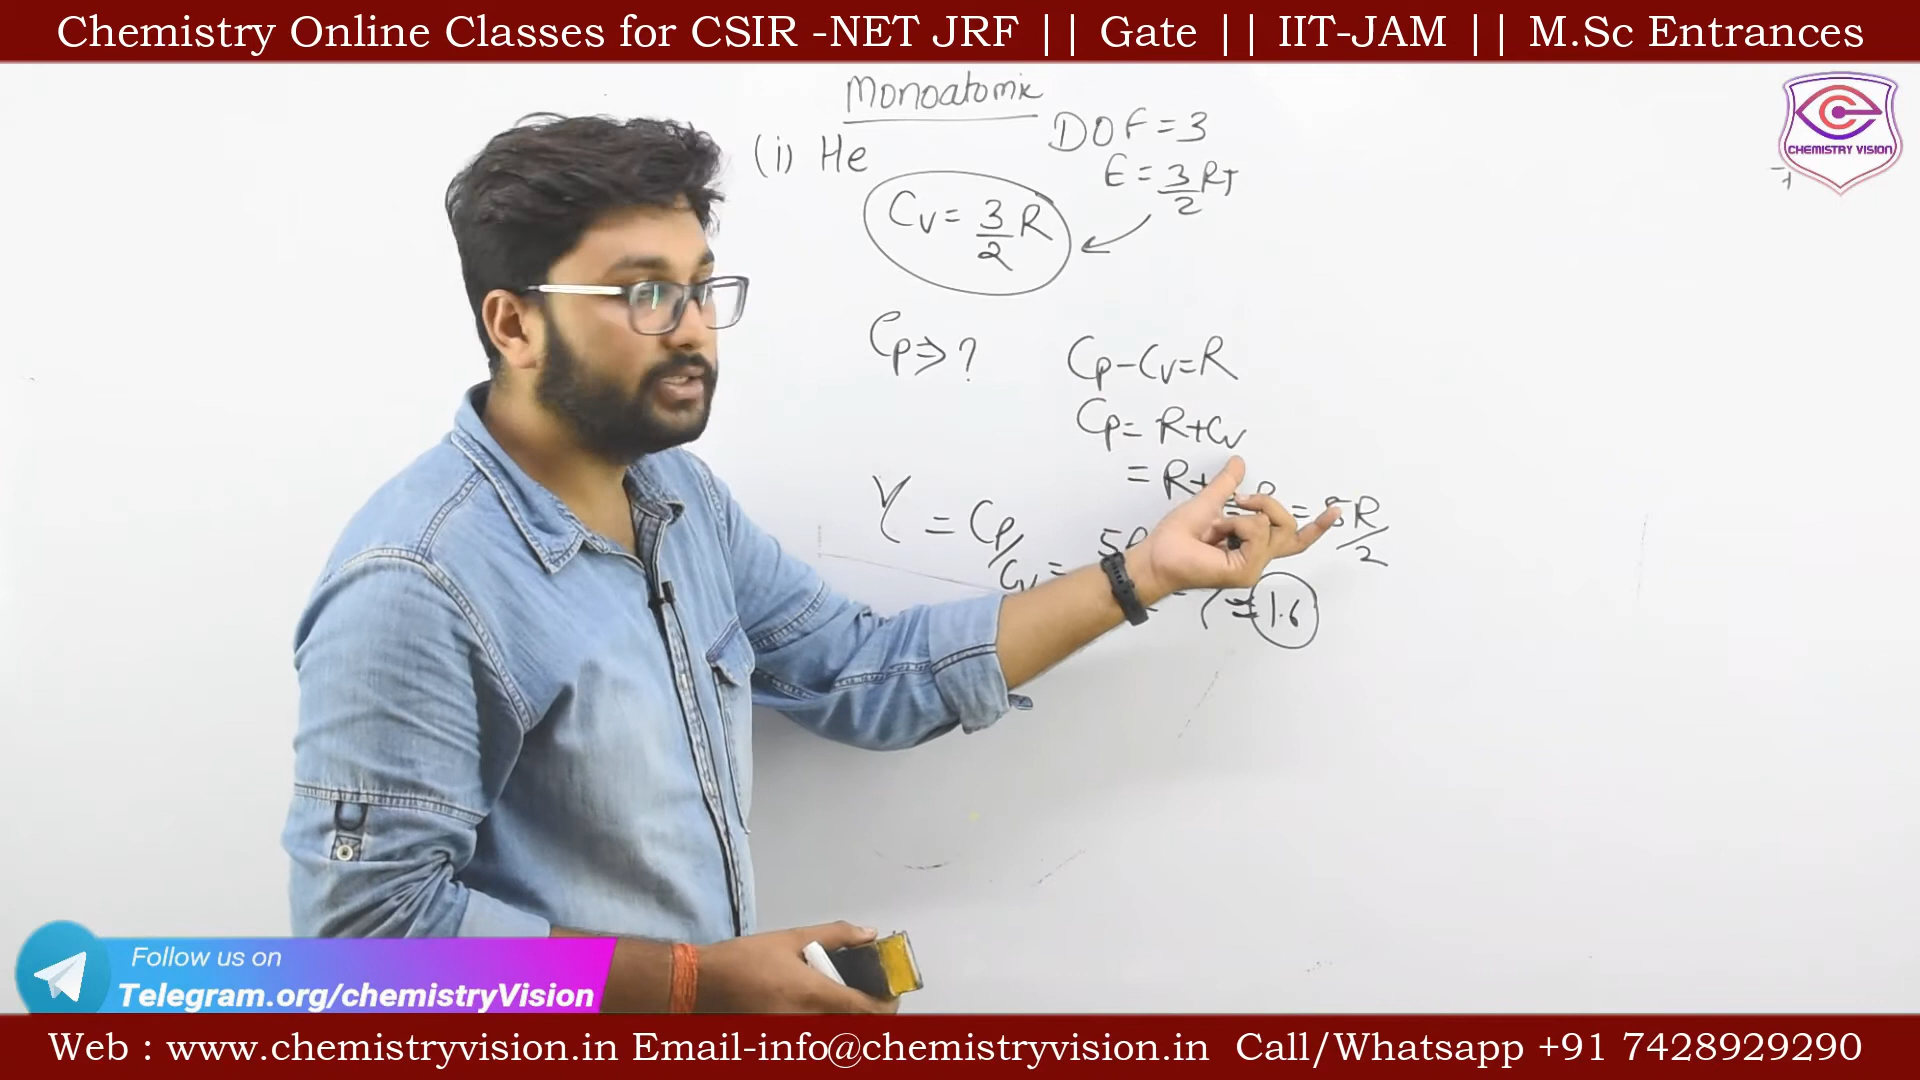 Chemistry Online Classes for CSIR -NET JRF || Gate || IIT-JAM || M.Sc Entrances
CHEMISTRY VISION
Monoatomic
DOF = 3
(i) He
E = 3/2 RT
Cv = 3/2 R
Cp ⇒ ?
Cp - Cv = R
Cp = R + Cv
= R +
R = 5R/2
γ = Cp/Cv =
1.6
Follow us on
Telegram.org/chemistryVision
Web : www.chemistryvision.in Email-info@chemistryvision.in Call/Whatsapp +91 7428929290